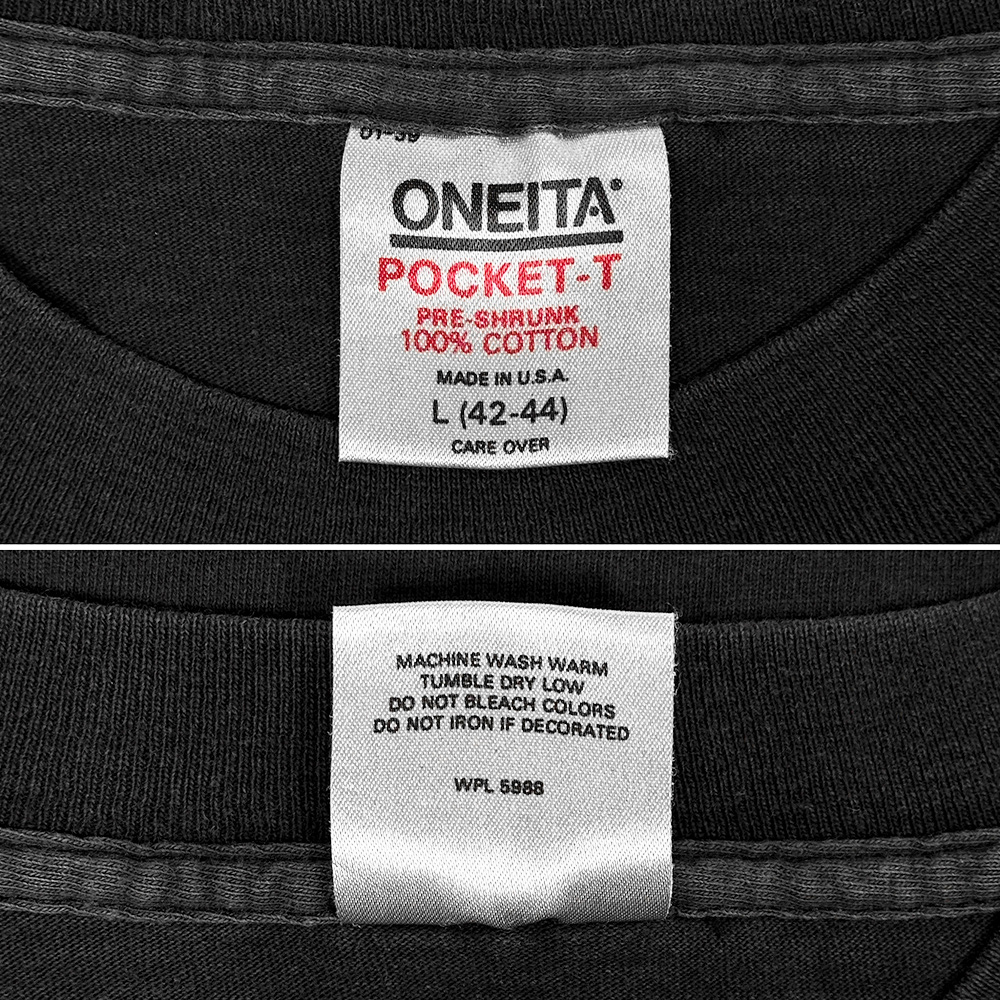 ONEITA
POCKET-T
PRE-SHRUNK
100% COTTON
MADE IN U.S.A.
L (42-44)
CARE OVER
MACHINE WASH WARM
TUMBLE DRY LOW
DO NOT BLEACH COLORS
DO NOT IRON IF DECORATED
WPL 5988